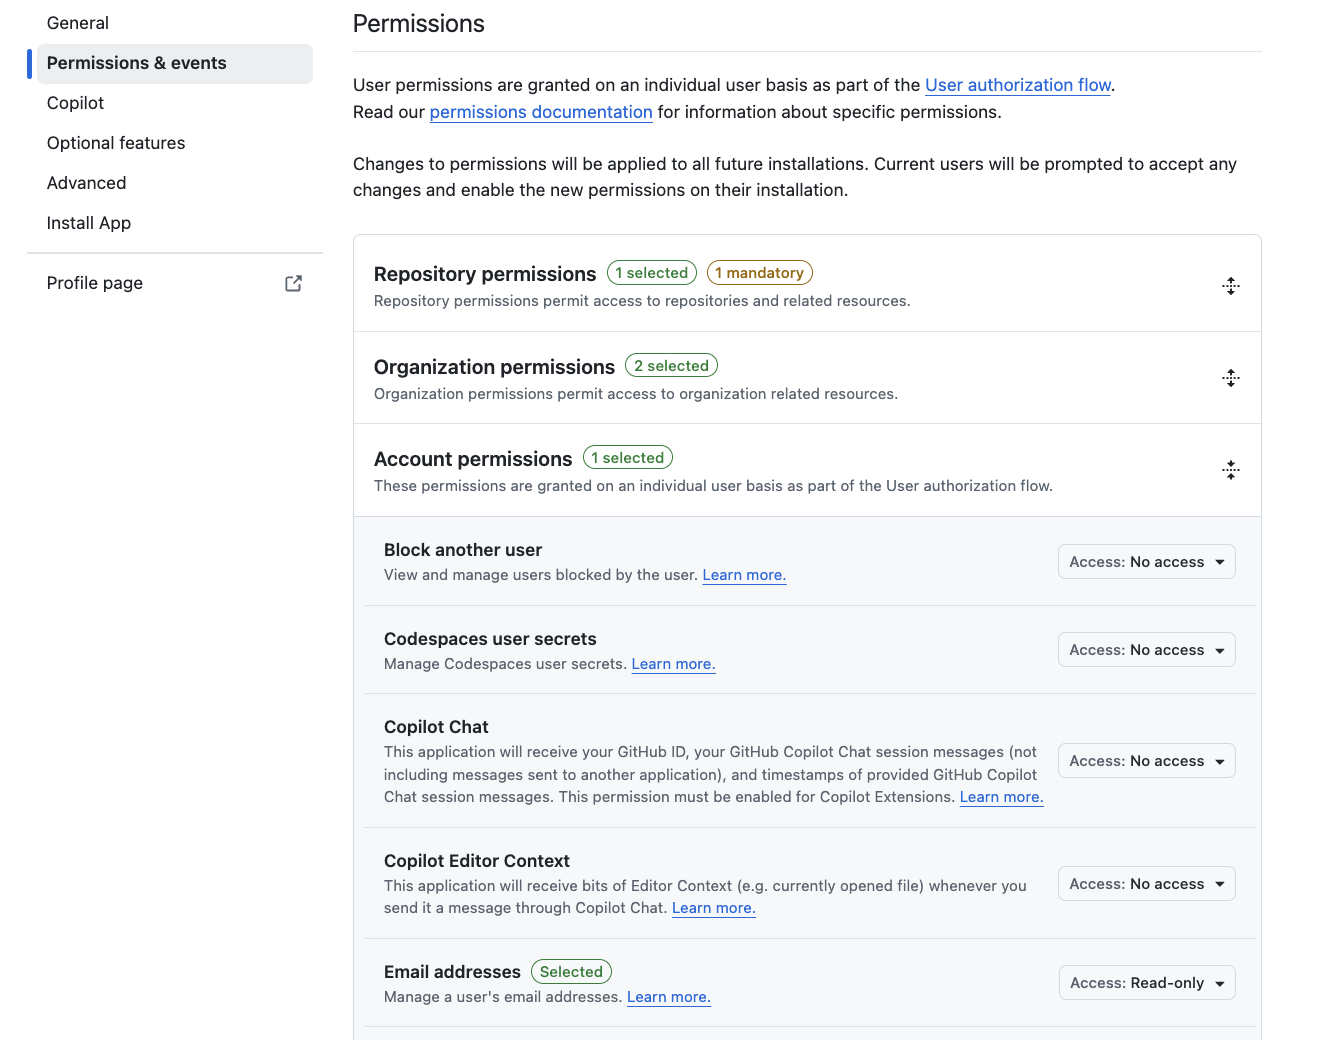 General
Permissions & events
Copilot
Optional features
Advanced
Install App
Profile page
Permissions
User permissions are granted on an individual user basis as part of the User authorization flow.
Read our permissions documentation for information about specific permissions.
Changes to permissions will be applied to all future installations. Current users will be prompted to accept any
changes and enable the new permissions on their installation.
Repository permissions 1 selected 1 mandatory
Repository permissions permit access to repositories and related resources.
Organization permissions 2 selected
Organization permissions permit access to organization related resources.
Account permissions 1 selected
These permissions are granted on an individual user basis as part of the User authorization flow.
Block another user
View and manage users blocked by the user. Learn more.
Access: No access
Codespaces user secrets
Manage Codespaces user secrets. Learn more.
Access: No access
Copilot Chat
This application will receive your GitHub ID, your GitHub Copilot Chat session messages (not
including messages sent to another application), and timestamps of provided GitHub Copilot
Chat session messages. This permission must be enabled for Copilot Extensions. Learn more.
Access: No access
Copilot Editor Context
This application will receive bits of Editor Context (e.g. currently opened file) whenever you
send it a message through Copilot Chat. Learn more.
Access: No access
Email addresses Selected
Manage a user's email addresses. Learn more.
Access: Read-only